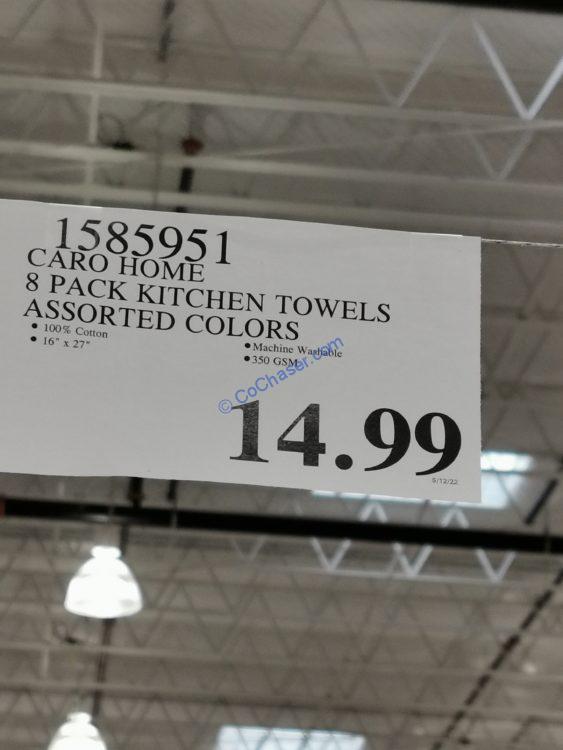 1585951
CARO HOME
8 PACK KITCHEN TOWELS
ASSORTED COLORS
• 100% Cotton
• 16" x 27"
• Machine Washable
• 350 GSM
© CoChaser.com
14.99
5/12/22